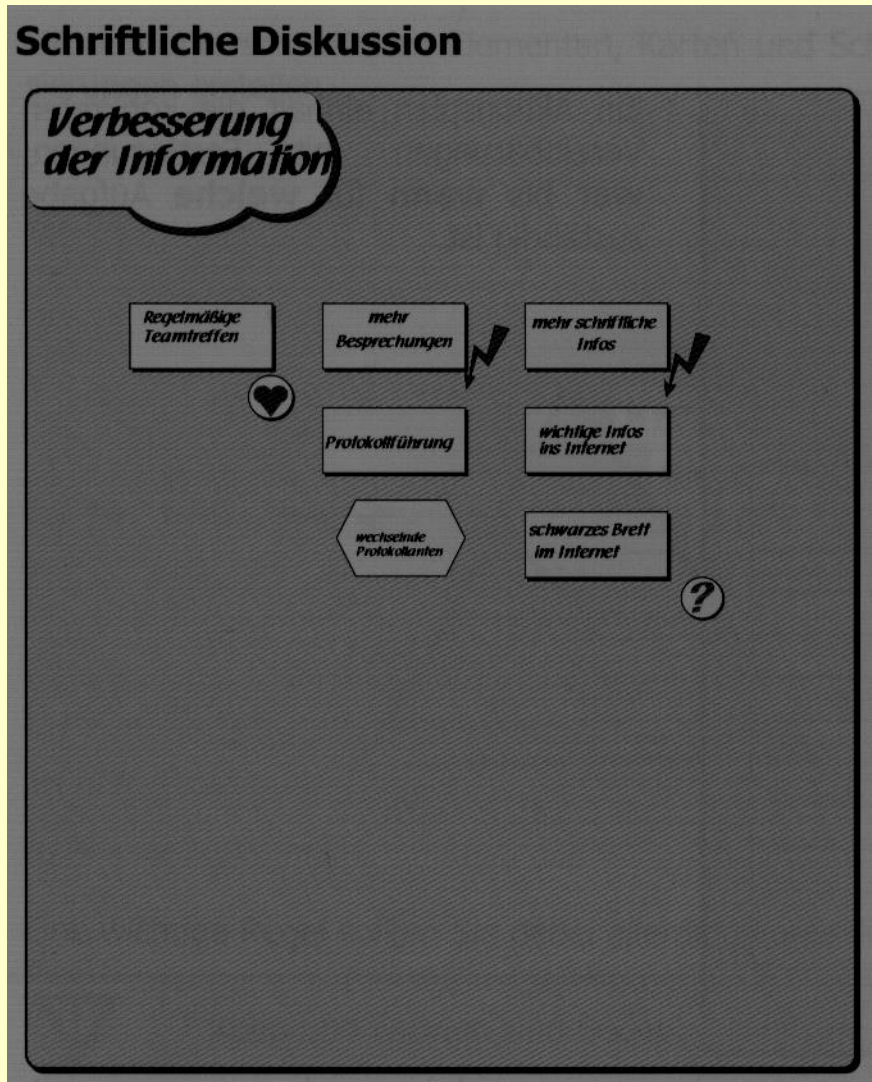 Schriftliche Diskussion
Verbesserung
der Information
Regelmäßige
Teamtreffen
mehr
Besprechungen
mehr schriftliche
Infos
Protokollführung
wichtige Infos
ins Internet
wechselnde
Protokollanten
schwarzes Brett
im Internet
?